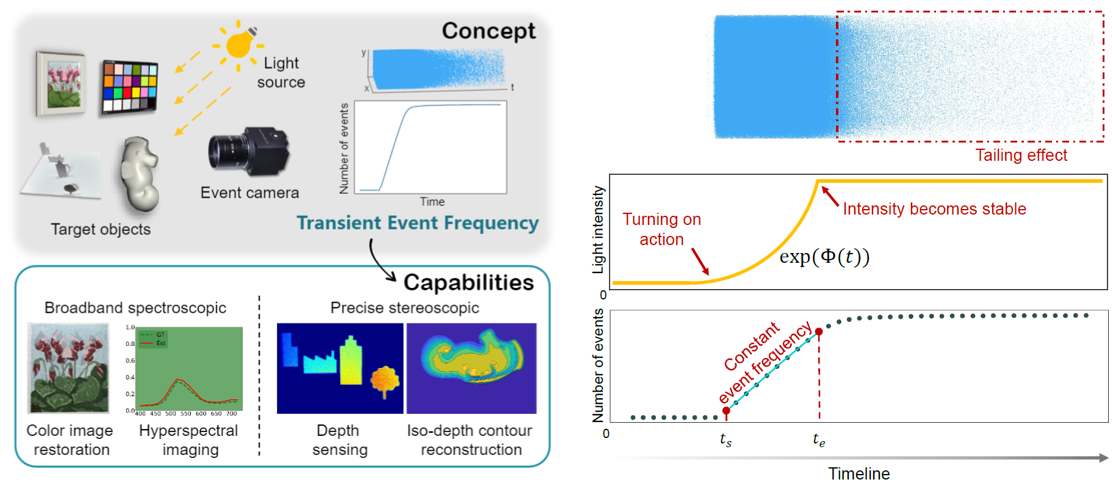 Concept
Light
source
y
x
t
Number of events
Time
Event camera
Target objects
Transient Event Frequency
Capabilities
Broadband spectroscopic
Precise stereoscopic
1.0
0.8
0.6
0.4
0.2
0.0
GT
Est
400 450 500 550 600 650 700
Color image
restoration
Hyperspectral
imaging
Depth
sensing
Iso-depth contour
reconstruction
Tailing effect
Light intensity
Turning on
action
Intensity becomes stable
exp(Φ(t))
0
Number of events
Constant
event frequency
0
tₛ
tₑ
Timeline